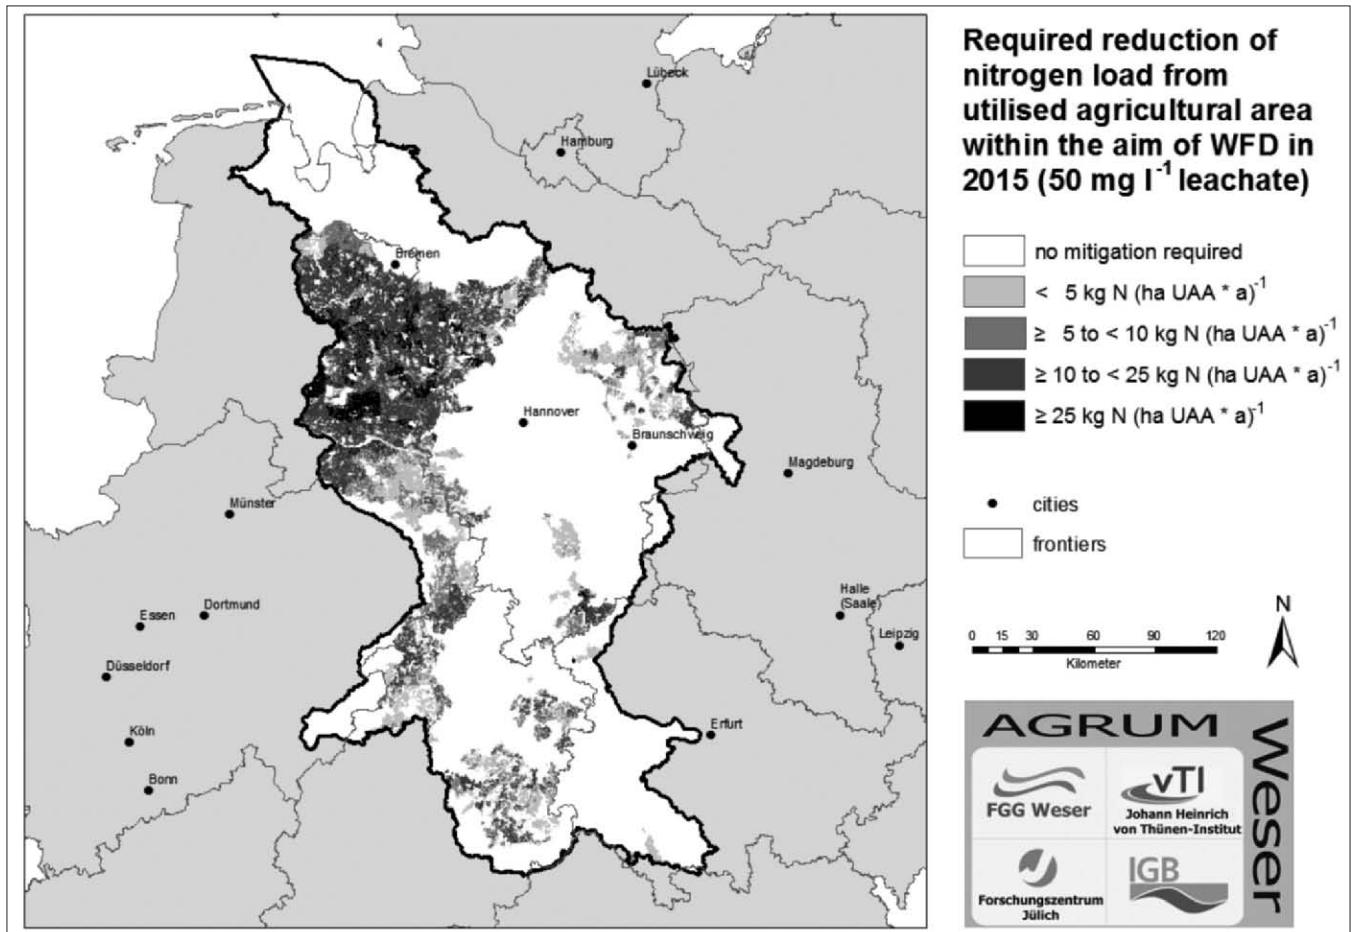 Lübeck
Hamburg
Bremen
Hannover
Braunschweig
Magdeburg
Münster
Essen
Dortmund
Halle
(Saale)
Leipzig
Düsseldorf
Köln
Bonn
Erfurt
Required reduction of
nitrogen load from
utilised agricultural area
within the aim of WFD in
2015 (50 mg l⁻¹ leachate)
no mitigation required
< 5 kg N (ha UAA * a)⁻¹
≥ 5 to < 10 kg N (ha UAA * a)⁻¹
≥ 10 to < 25 kg N (ha UAA * a)⁻¹
≥ 25 kg N (ha UAA * a)⁻¹
cities
frontiers
N
0 15 30 60 90 120
Kilometer
AGRUM
Weser
FGG Weser
vTI
Johann Heinrich
von Thünen-Institut
Forschungszentrum
Jülich
IGB